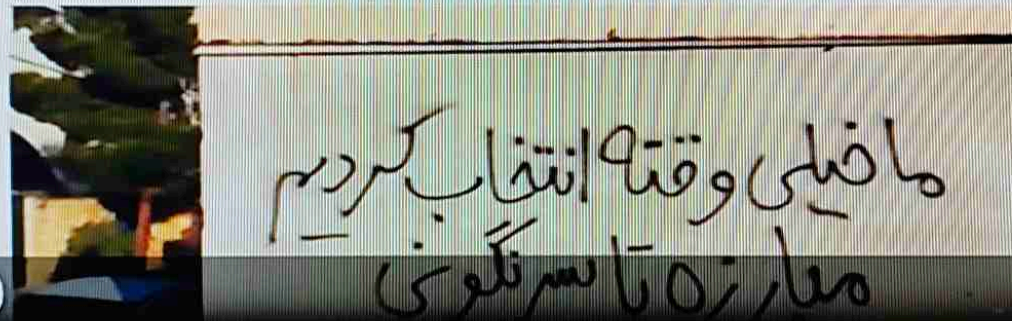 ما خیلی وقته انتخاب کردیم
مبارزه تا سرنگونی